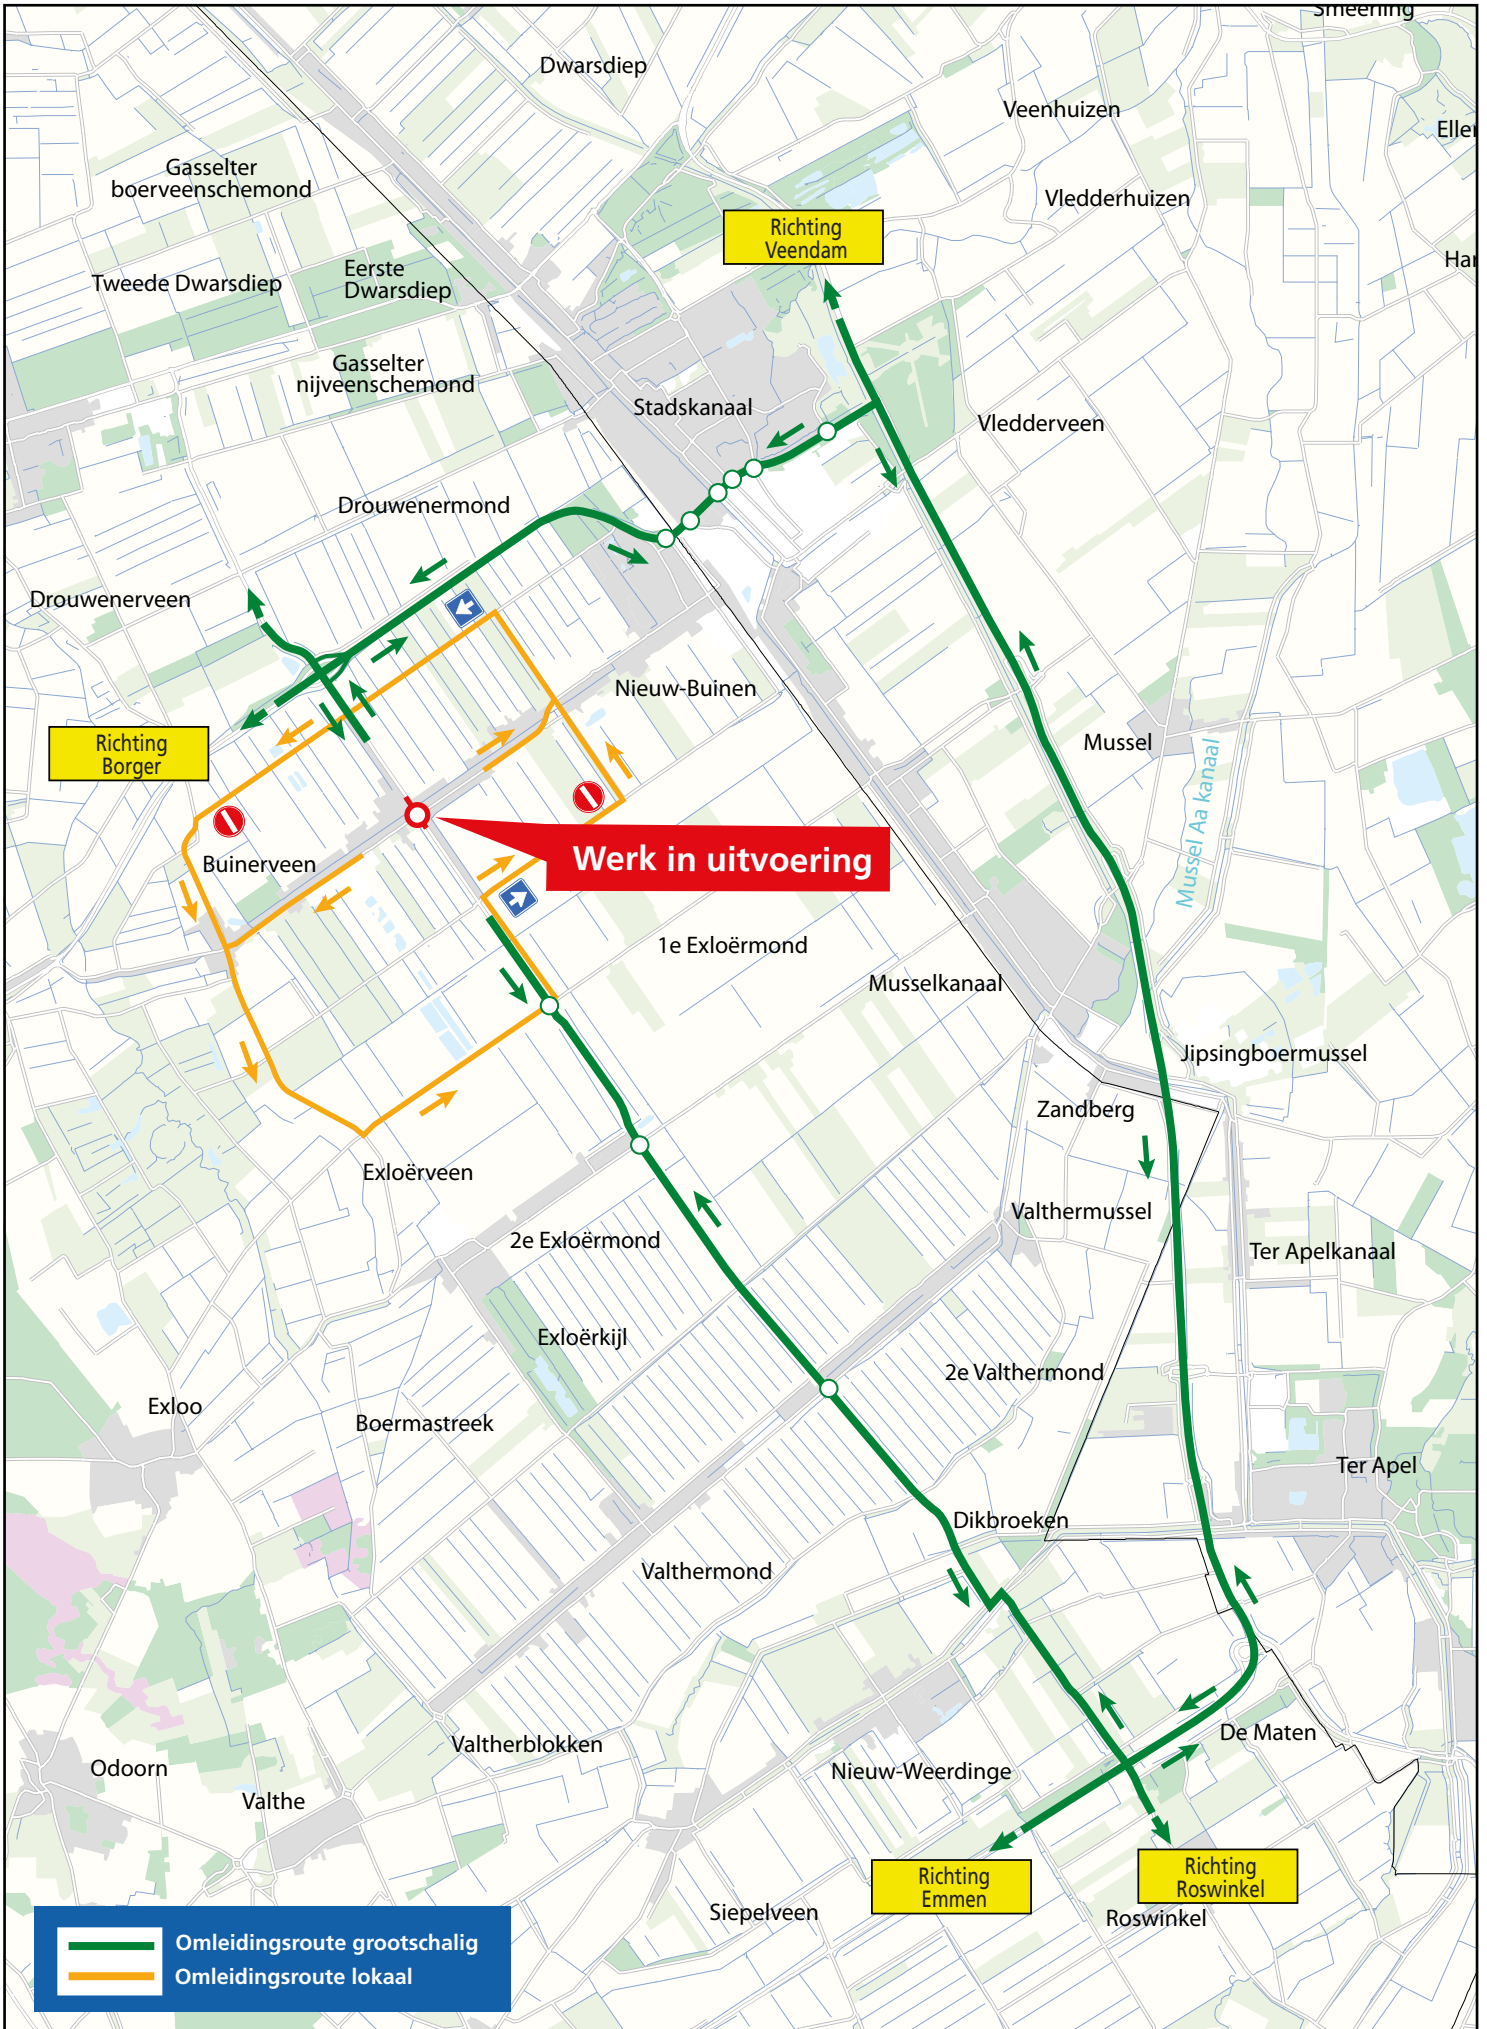 Smeerling
Dwarsdiep
Veenhuizen
Gasselter
boerveenschemond
Vledderhuizen
Richting
Veendam
Tweede Dwarsdiep
Eerste
Dwarsdiep
Gasselter
nijveenschemond
Stadskanaal
Vledderveen
Drouwenermond
Drouwenerveen
Nieuw-Buinen
Richting
Borger
Mussel
Mussel Aa kanaal
Buinerveen
Werk in uitvoering
1e Exloërmond
Musselkanaal
Jipsingboermussel
Zandberg
Exloërveen
Valthermussel
2e Exloërmond
Ter Apelkanaal
Exloërkijl
2e Valthermond
Exloo
Boermastreek
Ter Apel
Dikbroeken
Valthermond
De Maten
Valtherblokken
Odoorn
Nieuw-Weerdinge
Valthe
Richting
Emmen
Richting
Roswinkel
Siepelveen
Roswinkel
Omleidingsroute grootschalig
Omleidingsroute lokaal